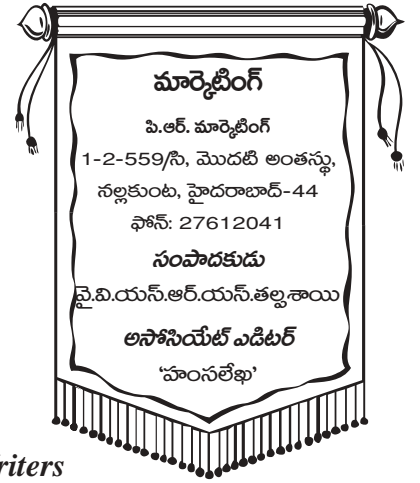 మార్కెటింగ్
పి.ఆర్. మార్కెటింగ్
1-2-559/సి, మొదటి అంతస్థు,
నల్లకుంట, హైదరాబాద్-44
ఫోన్: 27612041
సంపాదకుడు
వై.వి.యస్.ఆర్.యస్.తల్పశాయి
అసోసియేట్ ఎడిటర్
‘హంసలేఖ’